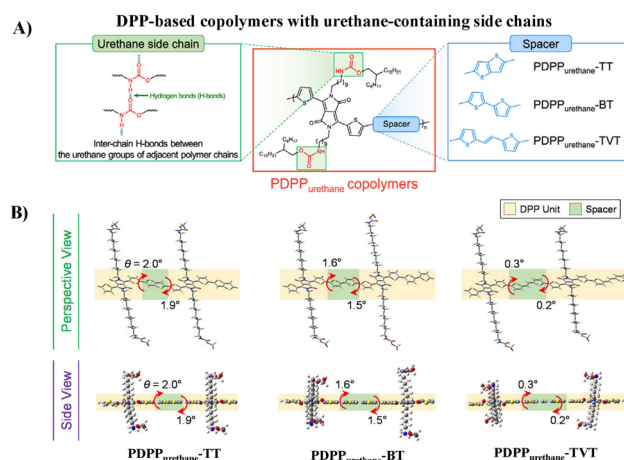 DPP-based copolymers with urethane-containing side chains
A)
Urethane side chain
Hydrogen bonds (H-bonds)
Inter-chain H-bonds between
the urethane groups of adjacent polymer chains
Spacer
PDPPurethane copolymers
Spacer
PDPPurethane-TT
PDPPurethane-BT
PDPPurethane-TVT
B)
DPP Unit
Spacer
Perspective View
θ = 2.0°
1.9°
1.6°
1.5°
0.3°
0.2°
Side View
θ = 2.0°
1.9°
1.6°
1.5°
0.3°
0.2°
PDPPurethane-TT
PDPPurethane-BT
PDPPurethane-TVT